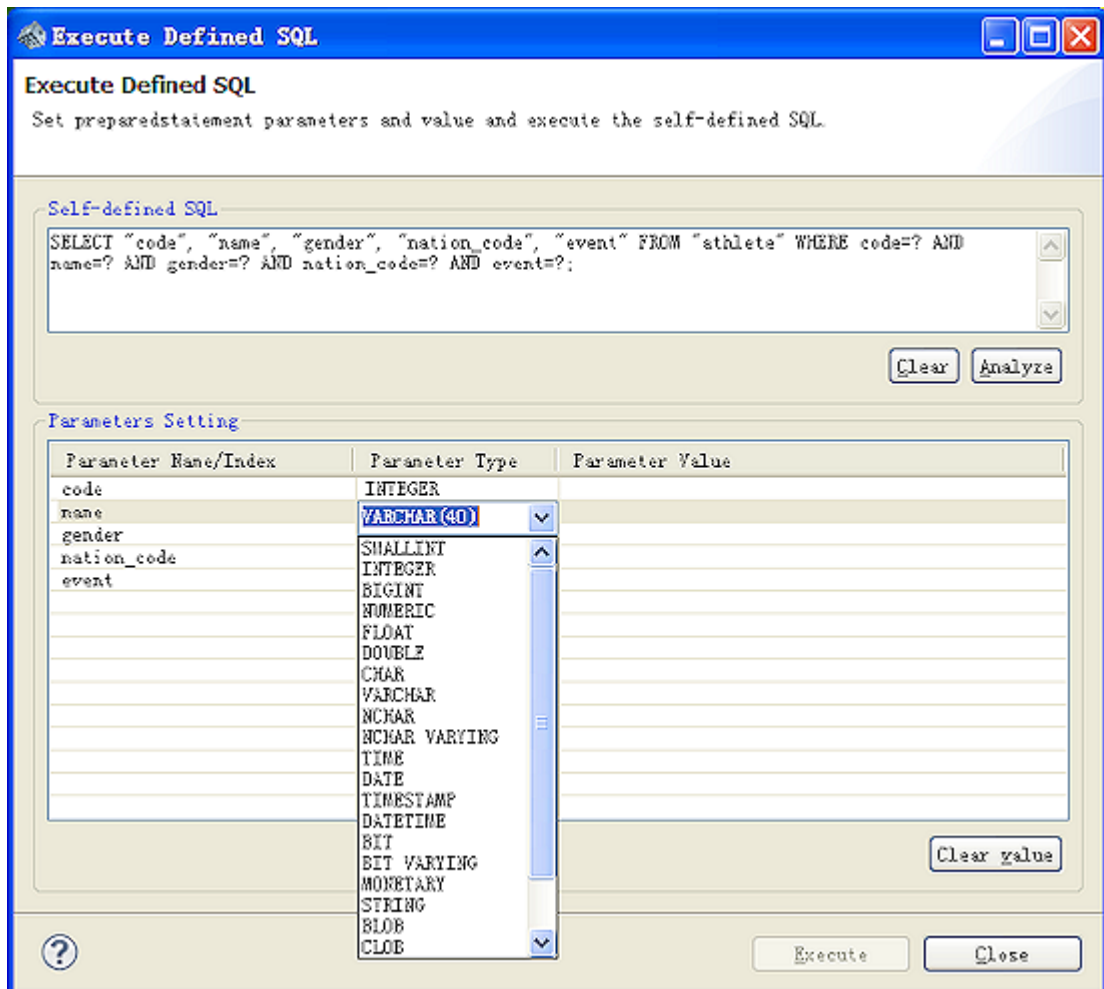 Execute Defined SQL
Execute Defined SQL
Set preparedstatement parameters and value and execute the self-defined SQL.
Self-defined SQL
SELECT "code", "name", "gender", "nation_code", "event" FROM "athlete" WHERE code=? AND
name=? AND gender=? AND nation_code=? AND event=?;
Clear Analyze
Parameters Setting
Parameter Name/Index Parameter Type Parameter Value
code INTEGER
name VARCHAR(40)
gender
nation_code
event
SMALLINT
INTEGER
BIGINT
NUMERIC
FLOAT
DOUBLE
CHAR
VARCHAR
NCHAR
NCHAR VARYING
TIME
DATE
TIMESTAMP
DATETIME
BIT
BIT VARYING
MONETARY
STRING
BLOB
CLOB
Clear value
? Execute Close